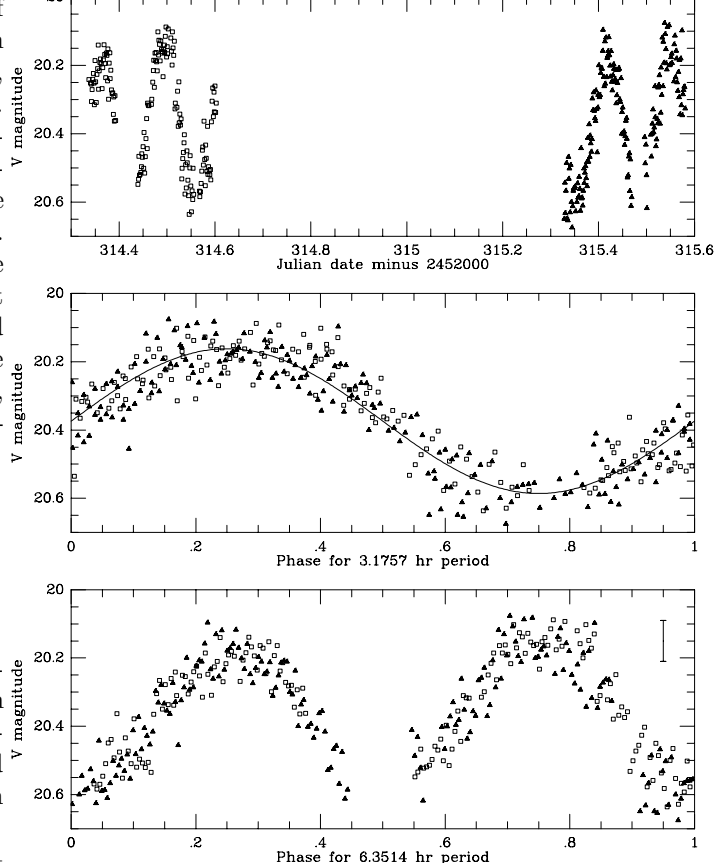 20.2
20.4
20.6
V magnitude
314.4 314.6 314.8 315 315.2 315.4 315.6
Julian date minus 2452000
20
20.2
20.4
20.6
V magnitude
0 .2 .4 .6 .8 1
Phase for 3.1757 hr period
20
20.2
20.4
20.6
V magnitude
0 .2 .4 .6 .8 1
Phase for 6.3514 hr period